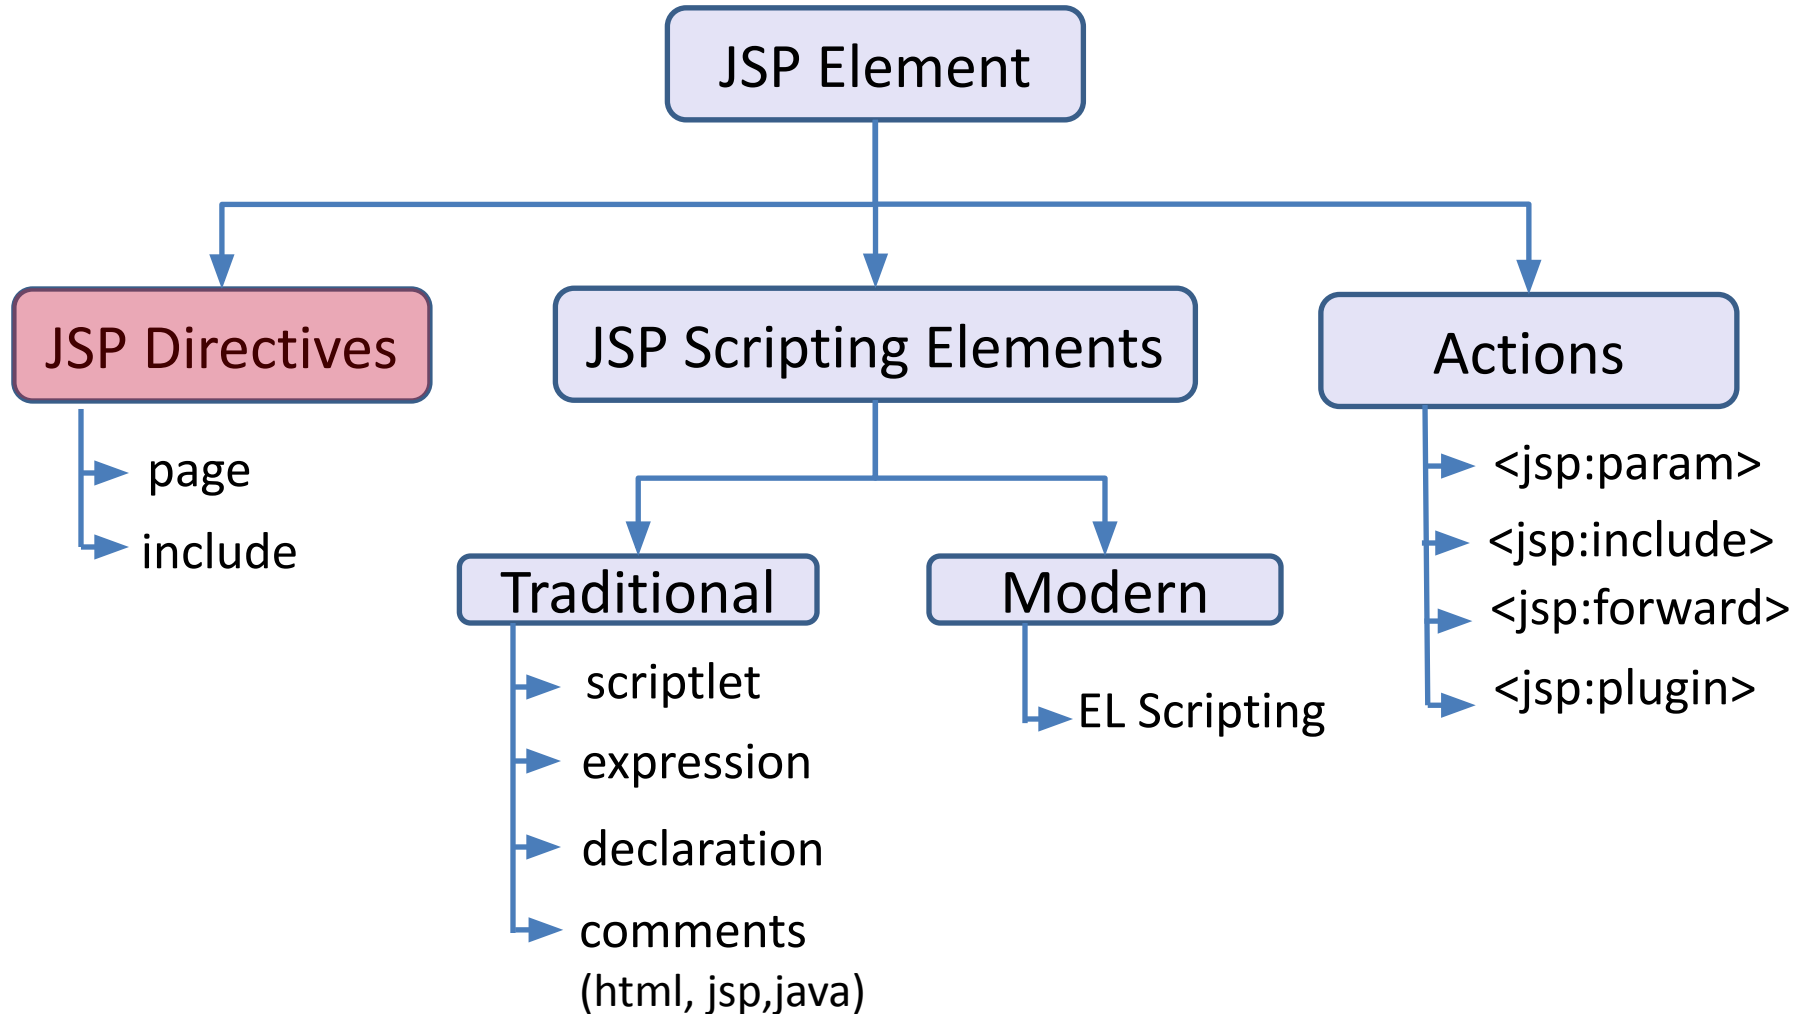 JSP Element
JSP Directives
page
include
JSP Scripting Elements
Traditional
scriptlet
expression
declaration
comments
(html, jsp,java)
Modern
EL Scripting
Actions
<jsp:param>
<jsp:include>
<jsp:forward>
<jsp:plugin>